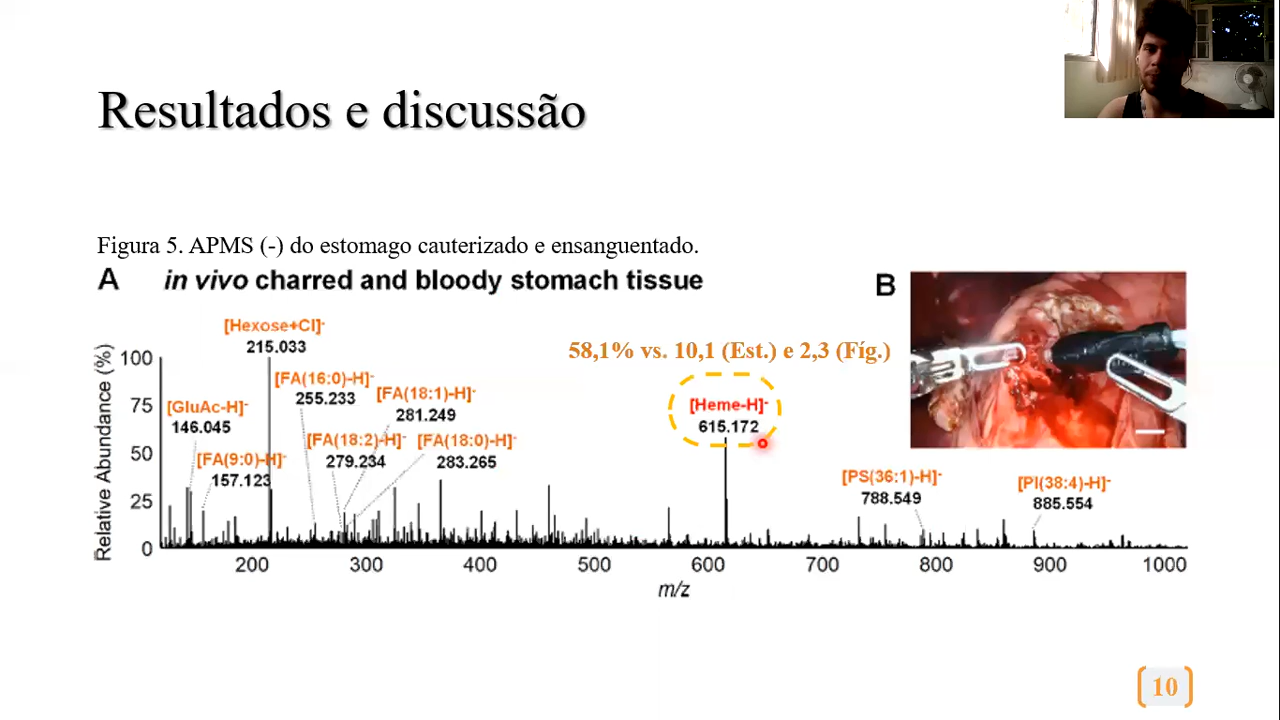 Resultados e discussão
Figura 5. APMS (-) do estomago cauterizado e ensanguentado.
A in vivo charred and bloody stomach tissue
B
58,1% vs. 10,1 (Est.) e 2,3 (Fíg.)
Relative Abundance (%)
100
75
50
25
0
[Hexose+Cl]-
215.033
[FA(16:0)-H]-
255.233
[FA(18:1)-H]-
281.249
[GluAc-H]-
146.045
[FA(18:2)-H]-
279.234
[FA(18:0)-H]-
283.265
[FA(9:0)-H]-
157.123
[Heme-H]-
615.172
[PS(36:1)-H]-
788.549
[PI(38:4)-H]-
885.554
200 300 400 500 600 700 800 900 1000
m/z
10